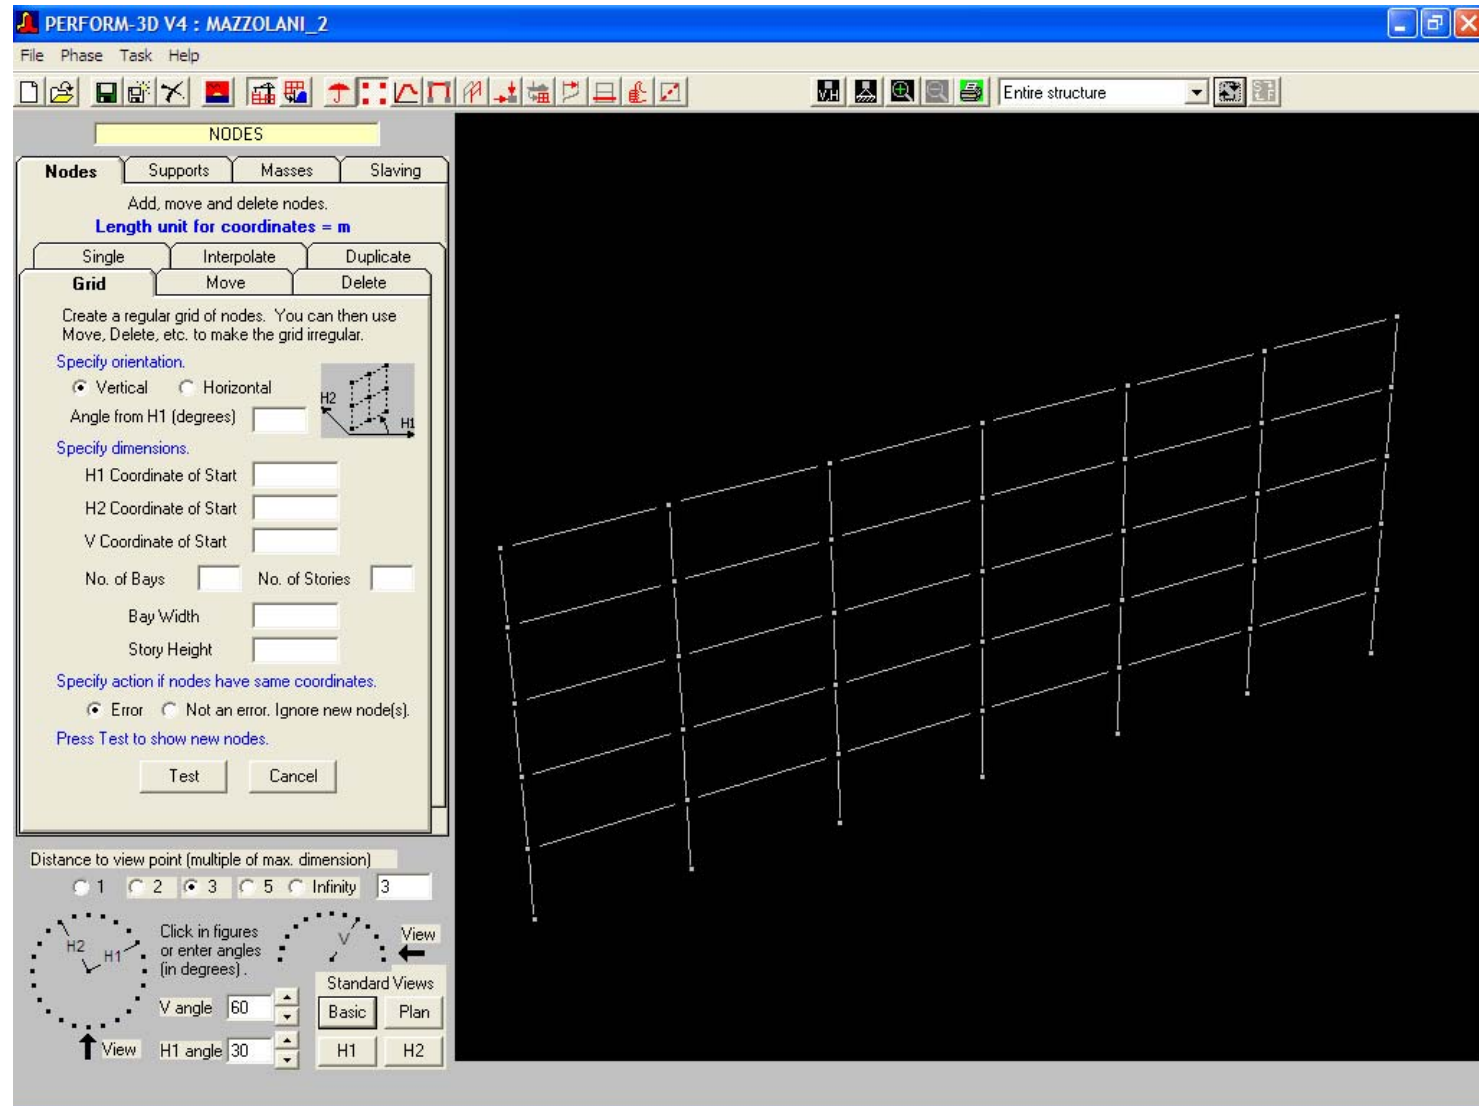 PERFORM-3D V4 : MAZZOLANI_2
File Phase Task Help
V.H
Entire structure
NODES
Nodes Supports Masses Slaving
Add, move and delete nodes.
Length unit for coordinates = m
Single Interpolate Duplicate
Grid Move Delete
Create a regular grid of nodes. You can then use
Move, Delete, etc. to make the grid irregular.
Specify orientation.
Vertical Horizontal
H2
Angle from H1 (degrees)
H1
Specify dimensions.
H1 Coordinate of Start
H2 Coordinate of Start
V Coordinate of Start
No. of Bays No. of Stories
Bay Width
Story Height
Specify action if nodes have same coordinates.
Error Not an error. Ignore new node(s).
Press Test to show new nodes.
Test Cancel
Distance to view point (multiple of max. dimension)
1 2 3 5 Infinity 3
Click in figures
or enter angles
(in degrees) .
H2 H1
V
View
Standard Views
V angle 60
Basic Plan
View
H1 angle 30
H1 H2